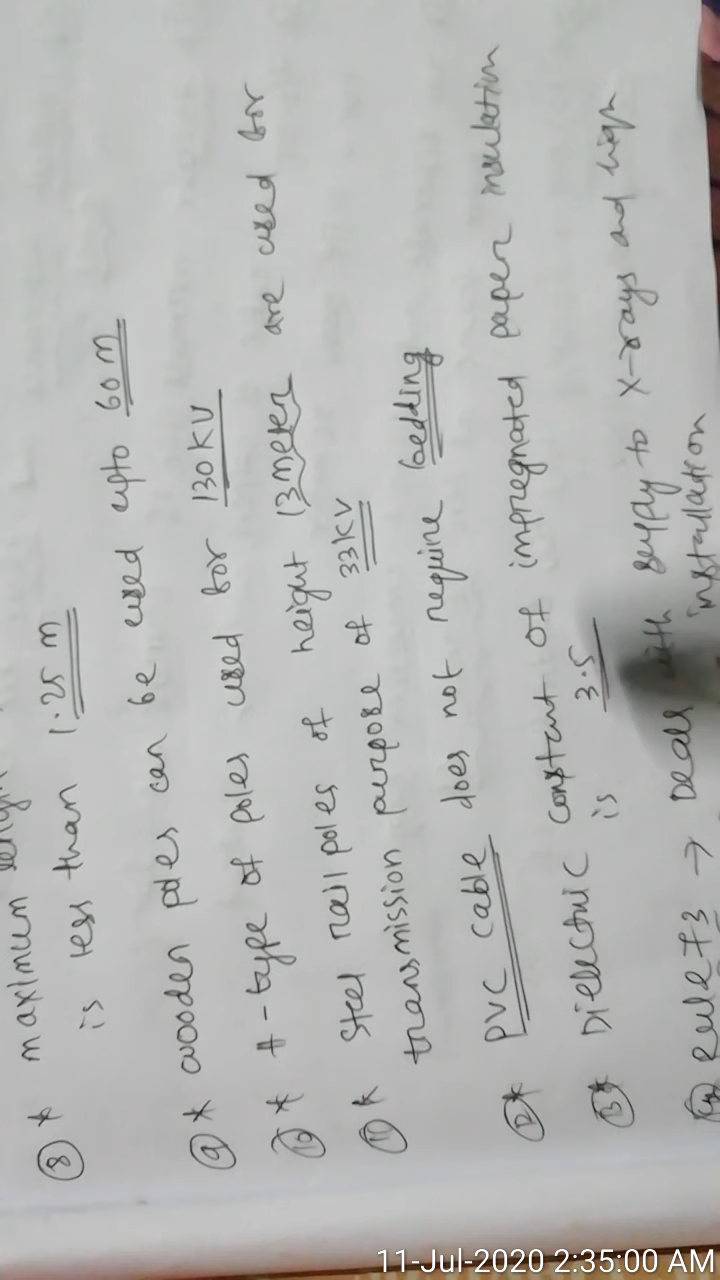 ⑧ * maximum length
is less than 1.25 m
⑨ * wooden poles can be used upto 60 m
⑩ * H-type of poles used for 130 KV
⑪ * Steel rail poles of height 13 meter are used for
transmission purpose of 33KV
⑫* PVC cable does not require bedding
⑬* Dielectric constant of impregnated paper insulation
is 3.5
Rule 73 → Deals with supply to X-rays and high
installation
11-Jul-2020 2:35:00 AM